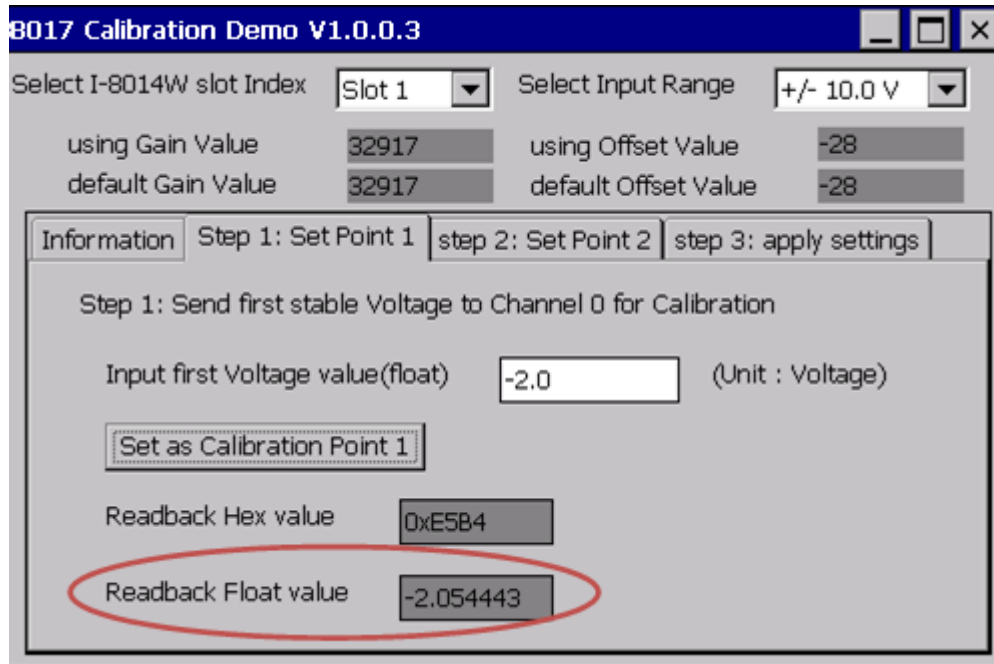 8017 Calibration Demo V1.0.0.3
Select I-8014W slot Index Slot 1 Select Input Range +/- 10.0 V
using Gain Value 32917 using Offset Value -28
default Gain Value 32917 default Offset Value -28
Information Step 1: Set Point 1 step 2: Set Point 2 step 3: apply settings
Step 1: Send first stable Voltage to Channel 0 for Calibration
Input first Voltage value(float) -2.0 (Unit : Voltage)
Set as Calibration Point 1
Readback Hex value 0xE5B4
Readback Float value -2.054443